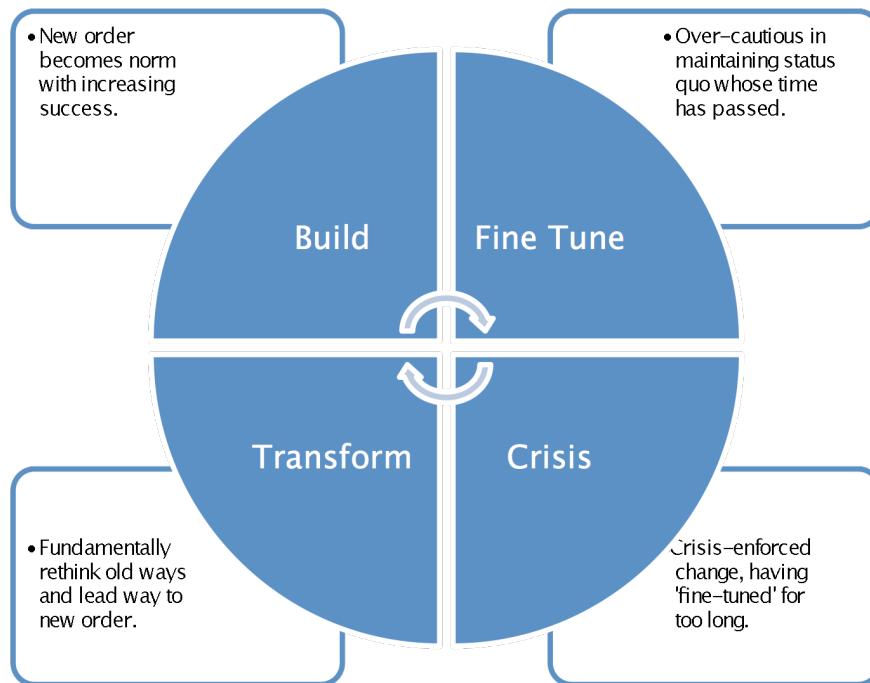 • New order
becomes norm
with increasing
success.
• Over-cautious in
maintaining status
quo whose time
has passed.
Build
Fine Tune
Transform
Crisis
• Fundamentally
rethink old ways
and lead way to
new order.
Crisis-enforced
change, having
'fine-tuned' for
too long.